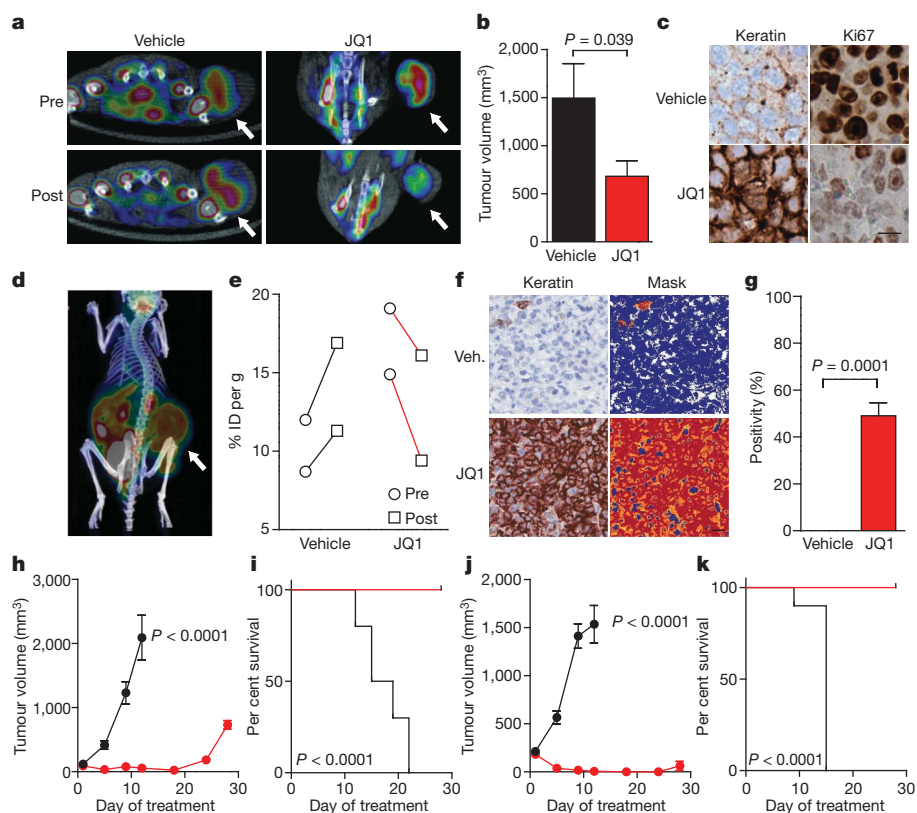 a
Vehicle
JQ1
Pre
Post
b
P = 0.039
2,000
1,500
1,000
500
0
Tumour volume (mm³)
Vehicle
JQ1
c
Keratin
Ki67
Vehicle
JQ1
d
e
20
15
10
5
% ID per g
Pre
Post
Vehicle
JQ1
f
Keratin
Mask
Veh.
JQ1
g
100
80
60
40
20
0
Positivity (%)
P = 0.0001
Vehicle
JQ1
h
3,000
2,000
1,000
0
Tumour volume (mm³)
P < 0.0001
0
10
20
30
Day of treatment
i
100
50
0
Per cent survival
P < 0.0001
0
10
20
30
Day of treatment
j
2,000
1,500
1,000
500
0
Tumour volume (mm³)
P < 0.0001
0
10
20
30
Day of treatment
k
100
50
0
Per cent survival
P < 0.0001
0
10
20
30
Day of treatment